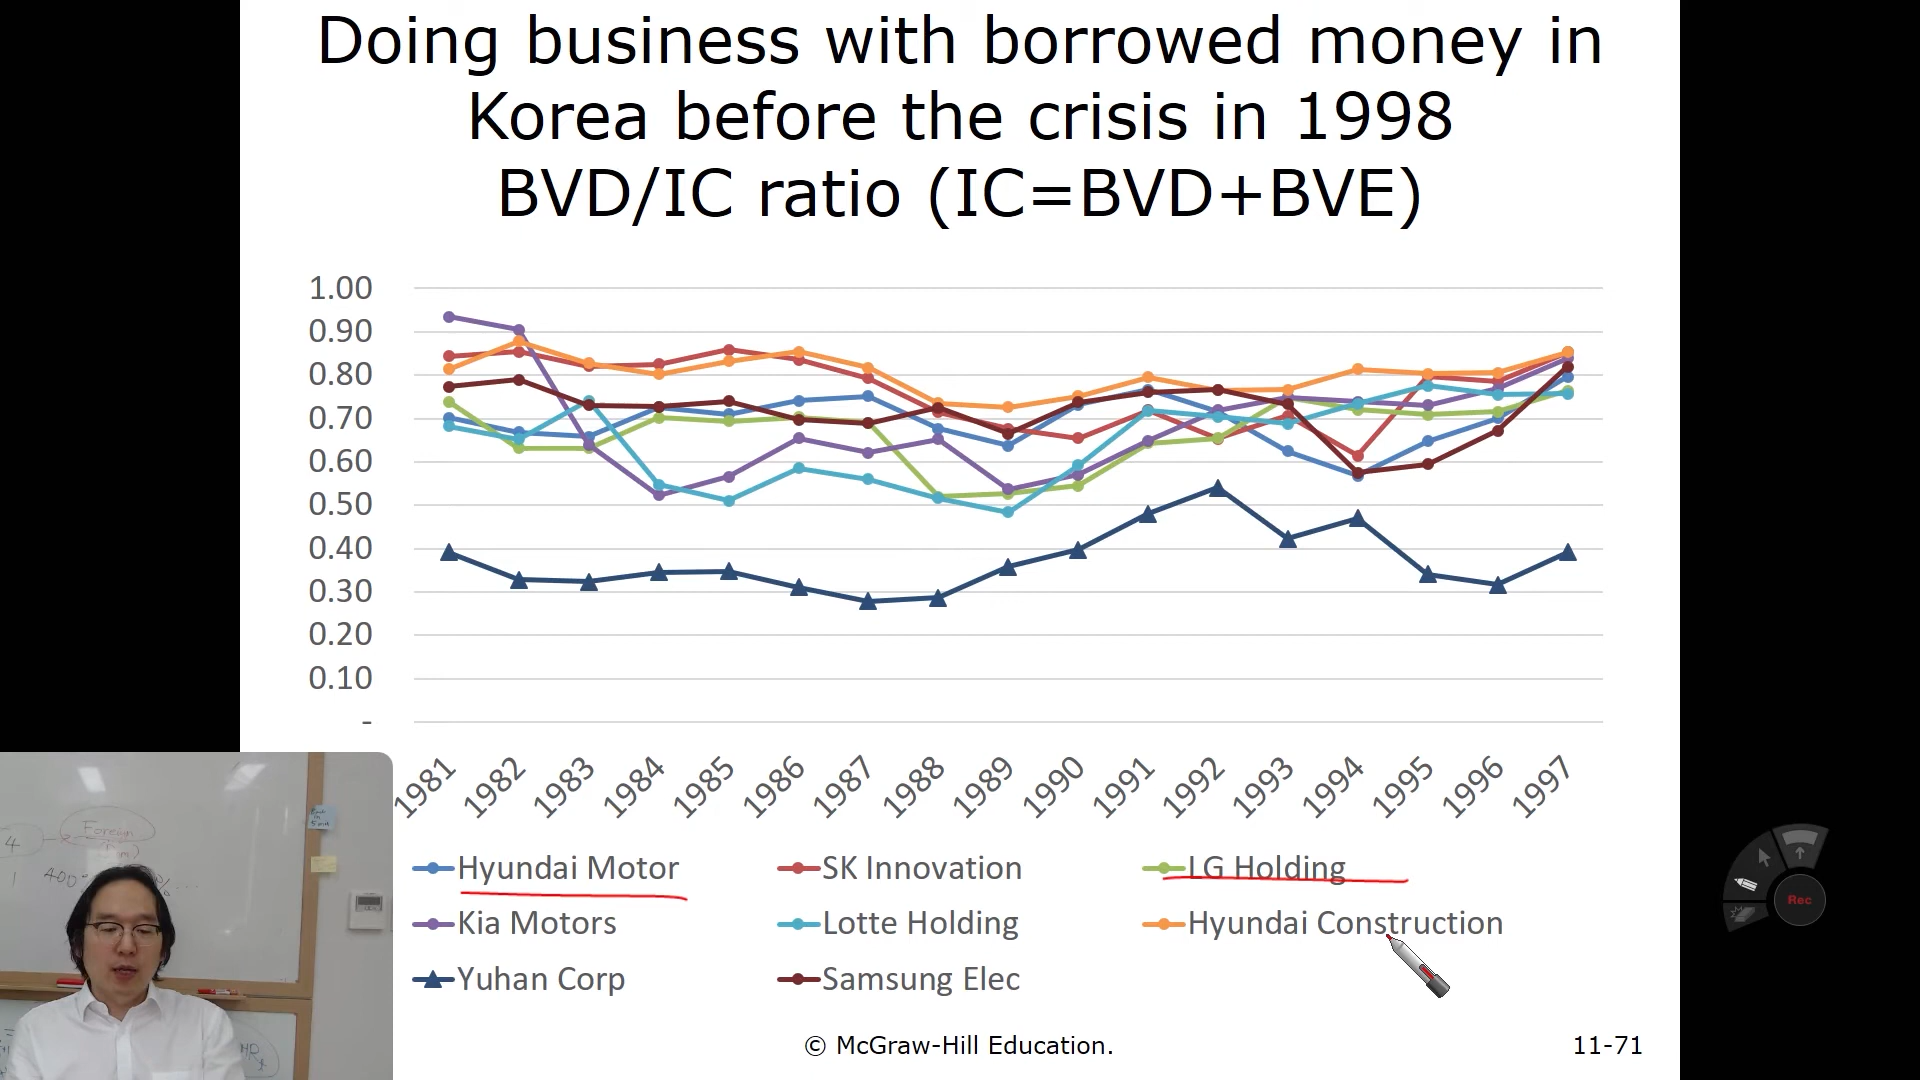 Doing business with borrowed money in
Korea before the crisis in 1998
BVD/IC ratio (IC=BVD+BVE)
1.00
0.90
0.80
0.70
0.60
0.50
0.40
0.30
0.20
0.10
-
1981 1982 1983 1984 1985 1986 1987 1988 1989 1990 1991 1992 1993 1994 1995 1996 1997
Hyundai Motor SK Innovation LG Holding
Kia Motors Lotte Holding Hyundai Construction
Yuhan Corp Samsung Elec
© McGraw-Hill Education. 11-71
Rec
Foreign
4
1 400